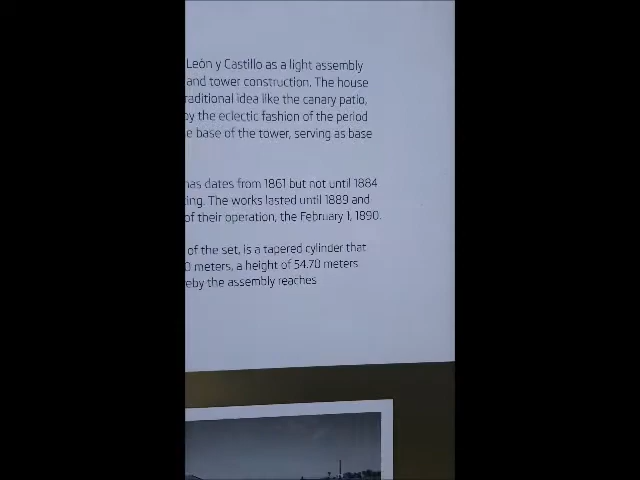 León y Castillo as a light assembly
and tower construction. The house
raditional idea like the canary patio,
by the eclectic fashion of the period
e base of the tower, serving as base
has dates from 1861 but not until 1884
ing. The works lasted until 1889 and
of their operation, the February 1, 1890.
of the set, is a tapered cylinder that
0 meters, a height of 54.70 meters
eby the assembly reaches